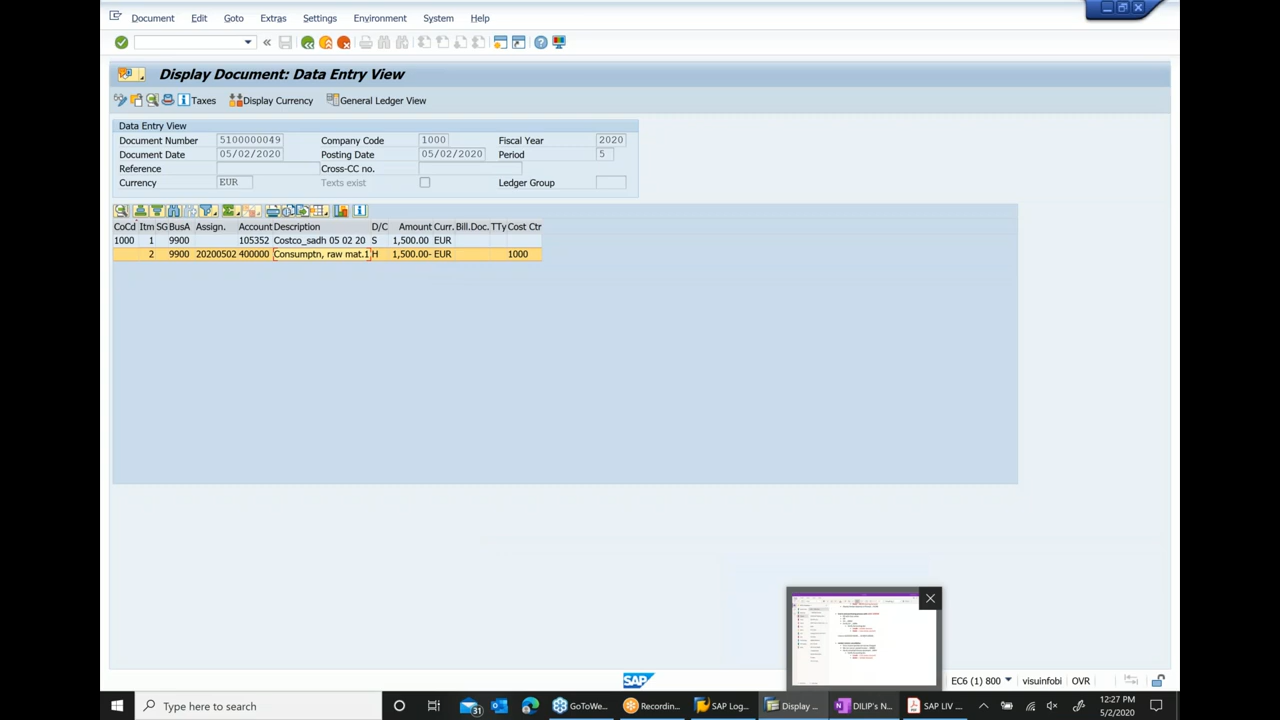 Document Edit Goto Extras Settings Environment System Help
Display Document: Data Entry View
Taxes Display Currency General Ledger View
Data Entry View
Document Number 5100000049 Company Code 1000 Fiscal Year 2020
Document Date 05/02/2020 Posting Date 05/02/2020 Period 5
Reference Cross-CC no.
Currency EUR Texts exist Ledger Group
CoCd Itm SG BusA Assign. Account Description D/C Amount Curr. Bill.Doc. TTy Cost Ctr
1000 1 9900 105352 Costco_sadh 05 02 20 S 1,500.00 EUR
2 9900 20200502 400000 Consumptn, raw mat.1 H 1,500.00- EUR 1000
SAP EC6 (1) 800 visuinfobi OVR
Type here to search 31 GoToWe... Recordin... SAP Log... Display ... DILIP's N... SAP LIV ... 12:27 PM
5/2/2020